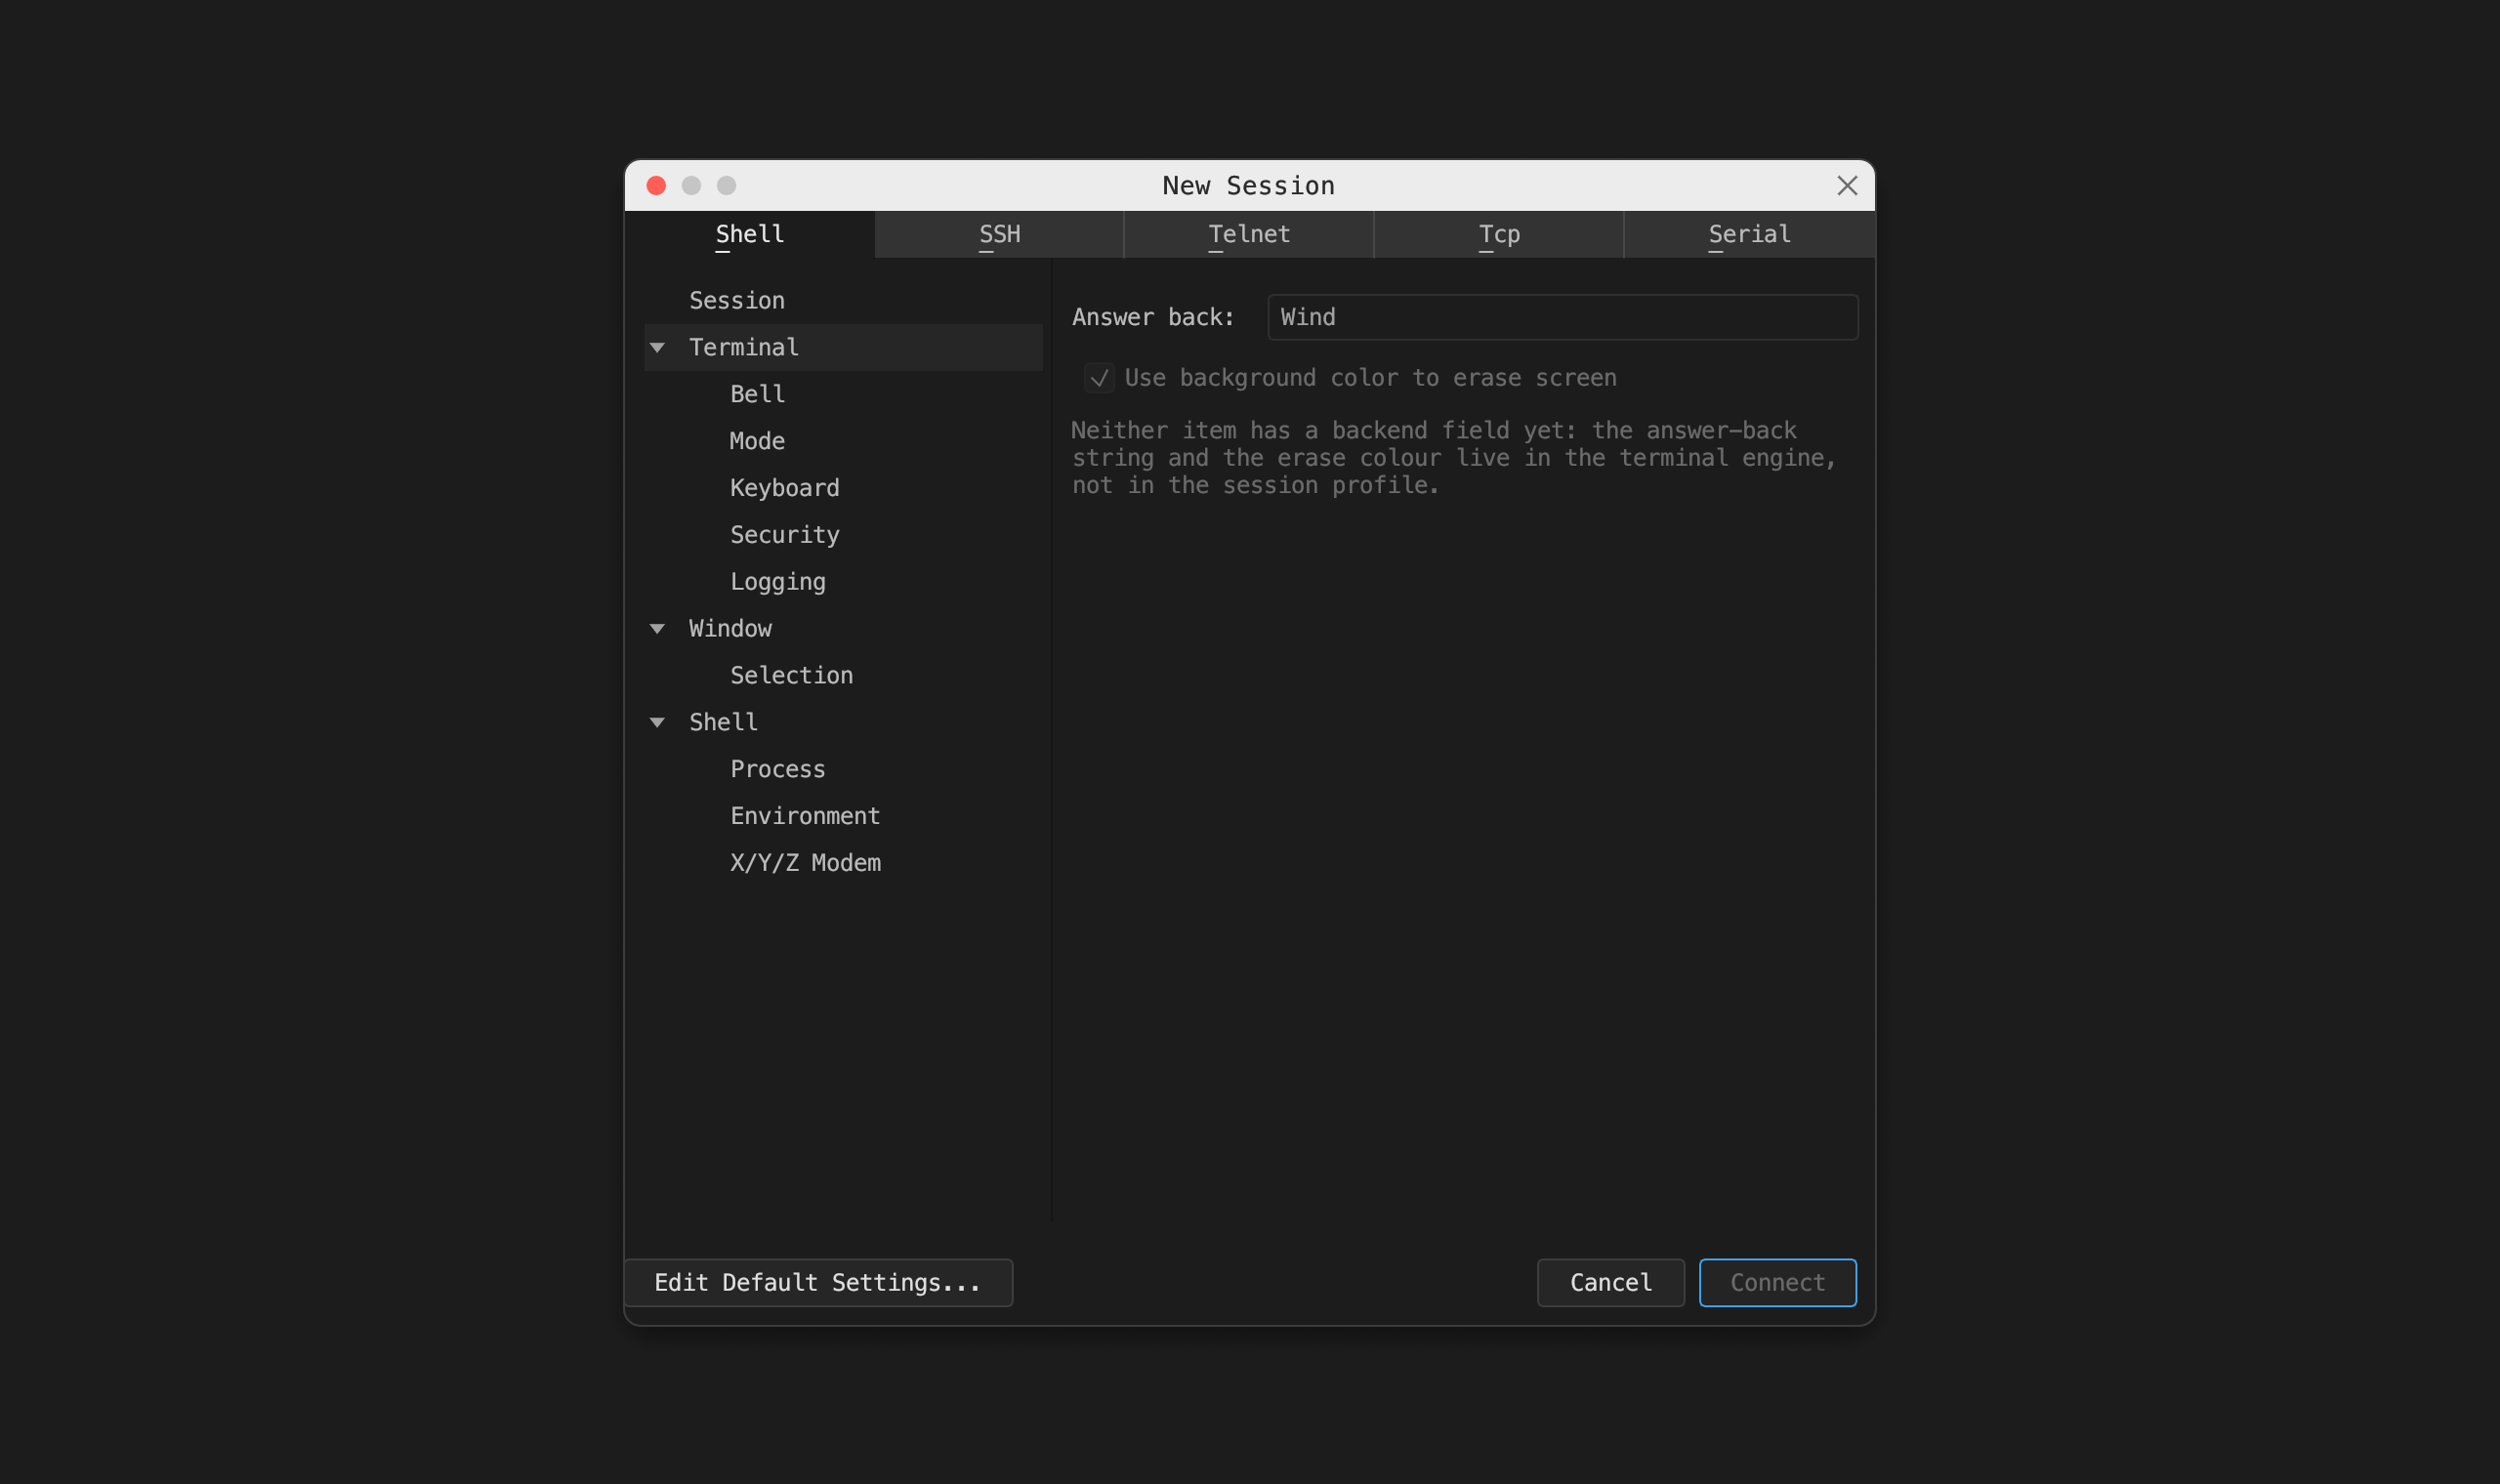 New Session
Shell
SSH
Telnet
Tcp
Serial
Session
Terminal
Bell
Mode
Keyboard
Security
Logging
Window
Selection
Shell
Process
Environment
X/Y/Z Modem
Answer back:
Wind
Use background color to erase screen
Neither item has a backend field yet: the answer-back
string and the erase colour live in the terminal engine,
not in the session profile.
Edit Default Settings...
Cancel
Connect